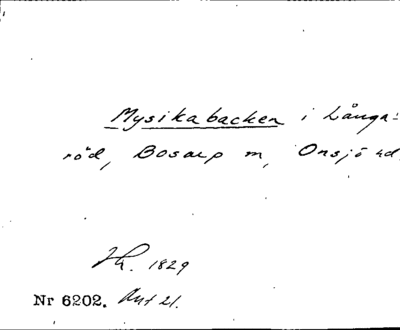 Mysikabacken i Långa=
röd, Bosarp m, Onsjö hd.
1829
Nr 6202.